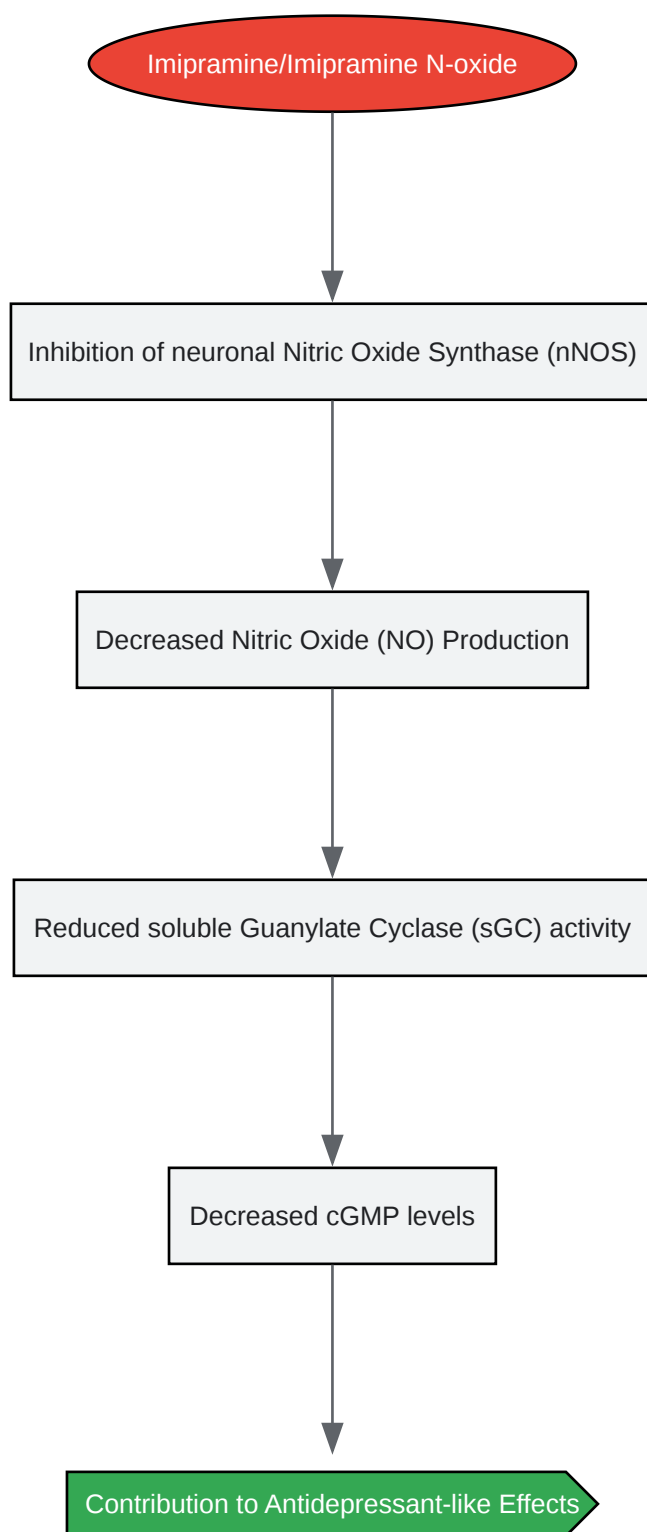 Imipramine/Imipramine N-oxide
Inhibition of neuronal Nitric Oxide Synthase (nNOS)
Decreased Nitric Oxide (NO) Production
Reduced soluble Guanylate Cyclase (sGC) activity
Decreased cGMP levels
Contribution to Antidepressant-like Effects